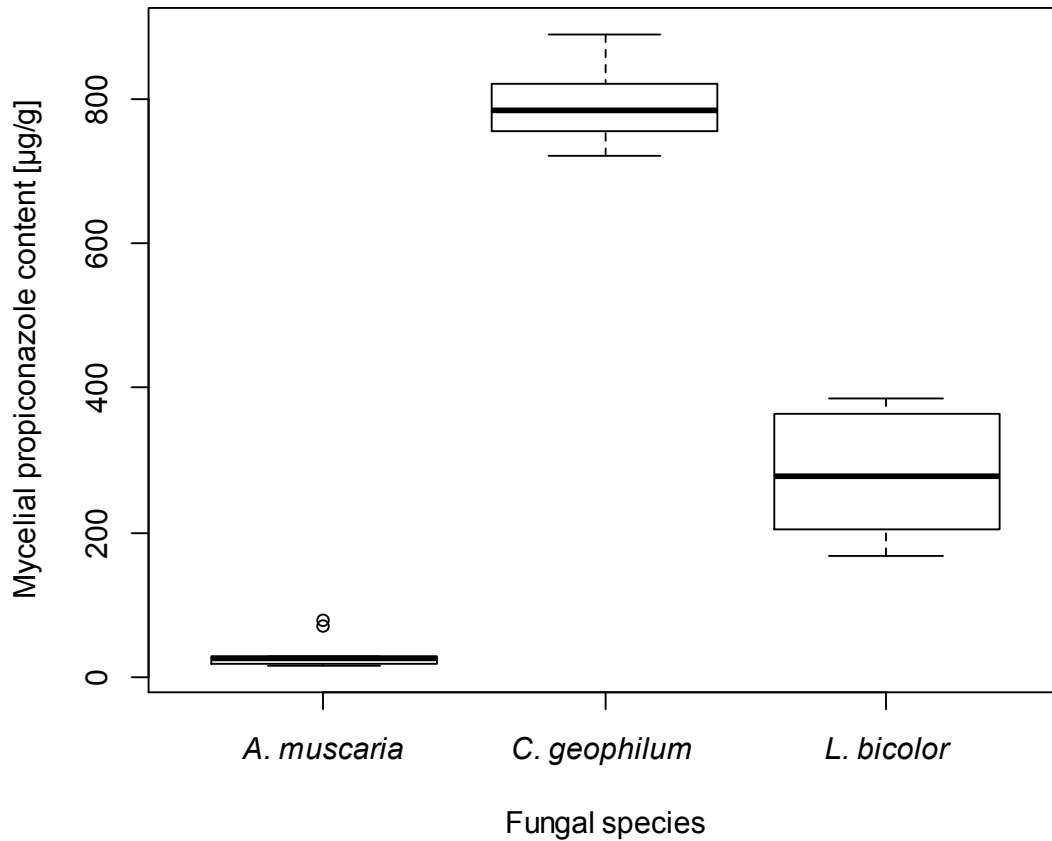 Mycelial propiconazole content [µg/g]
800
600
400
200
0
A. muscaria C. geophilum L. bicolor
Fungal species